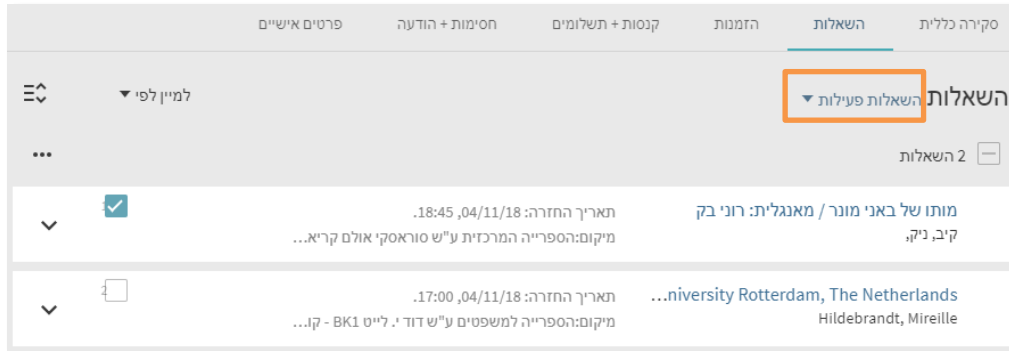 סקירה כללית
השאלות
הזמנות
קנסות + תשלומים
חסימות + הודעה
פרטים אישיים
השאלות
השאלות פעילות
למיין לפי
2 השאלות
מותו של באני מונר / מאנגלית: רוני בק
קיב, ניק,
תאריך החזרה: 04/11/18, 18:45.
מיקום:הספרייה המרכזית ע"ש סוראסקי אולם קריא...
...niversity Rotterdam, The Netherlands
Hildebrandt, Mireille
תאריך החזרה: 04/11/18, 17:00.
מיקום:הספרייה למשפטים ע"ש דוד י. לייט BK1 - קו...
2